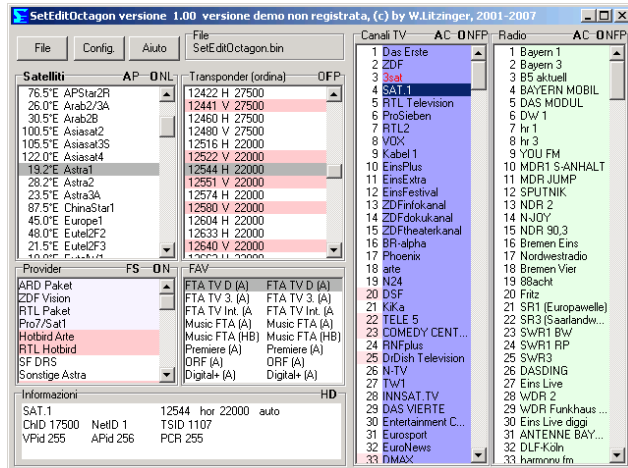 SetEditOctagon versione 1.00 versione demo non registrata, (c) by W.Litzinger, 2001-2007
File Config. Aiuto
File
SetEditOctagon.bin
Satelliti AP ONL
76.5°E APStar2R
26.0°E Arab2/3A
30.5°E Arab2B
100.5°E Asiasat2
105.5°E Asiasat3S
122.0°E Asiasat4
19.2°E Astra1
28.2°E Astra2
23.5°E Astra3A
87.5°E ChinaStar1
45.0°E Europe1
48.0°E Eutel2F2
21.5°E Eutel2F3
Transponder (ordina) OFP
12422 H 27500
12441 V 27500
12460 H 27500
12480 V 27500
12516 H 22000
12522 V 22000
12544 H 22000
12551 V 22000
12574 H 22000
12580 V 22000
12604 H 22000
12633 H 22000
12640 V 22000
12663 H 22000
Provider FS ON
ARD Paket
ZDF Vision
RTL Paket
Pro7/Sat1
Hotbird Arte
RTL Hotbird
SF DRS
Sonstige Astra
FAV
FTA TV D (A) FTA TV D (A)
FTA TV 3. (A) FTA TV 3. (A)
FTA TV Int. (A FTA TV Int. (A
Music FTA (A) Music FTA (A)
Music FTA (HB) Music FTA (HB)
Premiere (A) Premiere (A)
ORF (A) ORF (A)
Digital+ (A) Digital+ (A)
Informazioni HD
SAT.1 12544 hor 22000 auto
ChID 17500 NetID 1 TSID 1107
VPid 255 APid 256 PCR 255
Canali TV AC ONFP
1 Das Erste
2 ZDF
3 3sat
4 SAT.1
5 RTL Television
6 ProSieben
7 RTL2
8 VOX
9 Kabel 1
10 EinsPlus
11 EinsExtra
12 EinsFestival
13 ZDFinfokanal
14 ZDFdokukanal
15 ZDFtheaterkanal
16 BR-alpha
17 Phoenix
18 arte
19 N24
20 DSF
21 KiKa
22 TELE 5
23 COMEDY CENT...
24 RNFplus
25 DrDish Television
26 N-TV
27 TW1
28 INNSAT.TV
29 DAS VIERTE
30 Entertainment C...
31 Eurosport
32 EuroNews
33 DMAX
Radio AC ONFP
1 Bayern 1
2 Bayern 3
3 B5 aktuell
4 BAYERN MOBIL
5 DAS MODUL
6 DW 1
7 hr 1
8 hr 3
9 YOU FM
10 MDR1 S-ANHALT
11 MDR JUMP
12 SPUTNIK
13 NDR 2
14 N-JOY
15 NDR 90,3
16 Bremen Eins
17 Nordwestradio
18 Bremen Vier
19 88acht
20 Fritz
21 SR1 (Europawelle)
22 SR3 (Saarlandw...
23 SWR1 BW
24 SWR1 RP
25 SWR3
26 DASDING
27 Eins Live
28 WDR 2
29 WDR Funkhaus ...
30 Eins Live diggi
31 ANTENNE BAY...
32 DLF-Köln
33 harmony fm